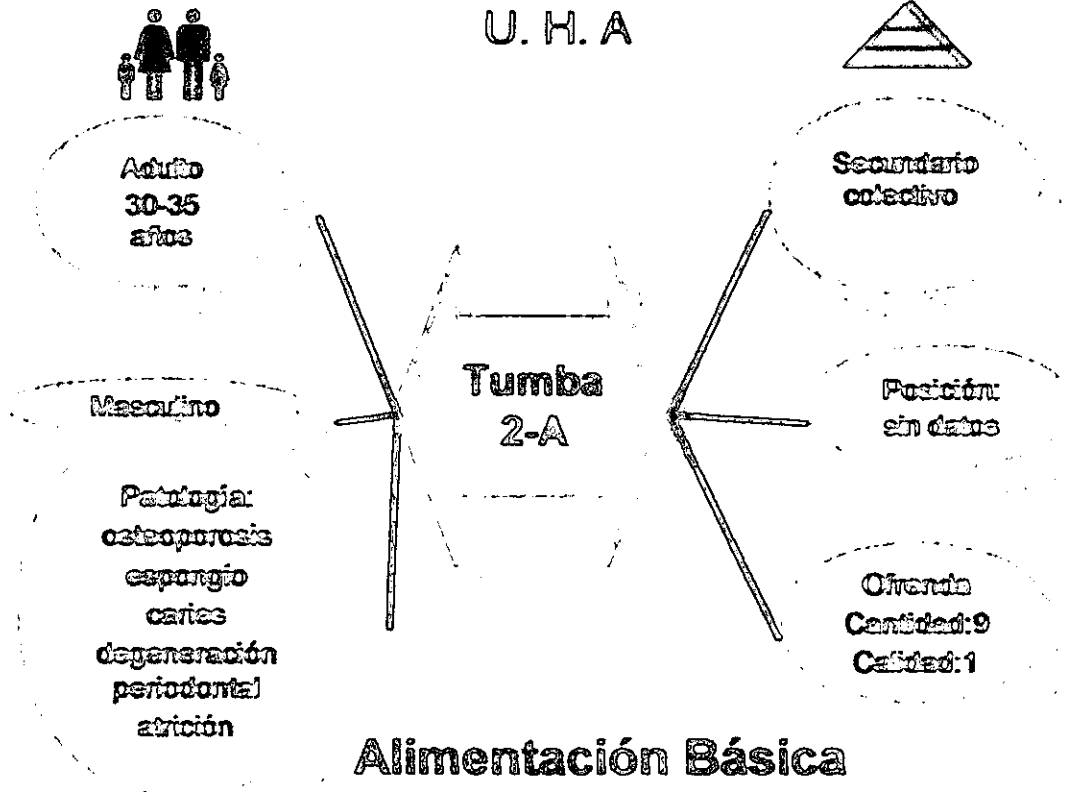 U. H. A
Adulto
30-35
años
Masculino
Patología:
osteoporosis
espongio
caries
degeneración
periodontal
atrición
Tumba
2-A
Secundario
colectivo
Posición:
sin datos
Ofrenda
Cantidad:9
Calidad:1
Alimentación Básica